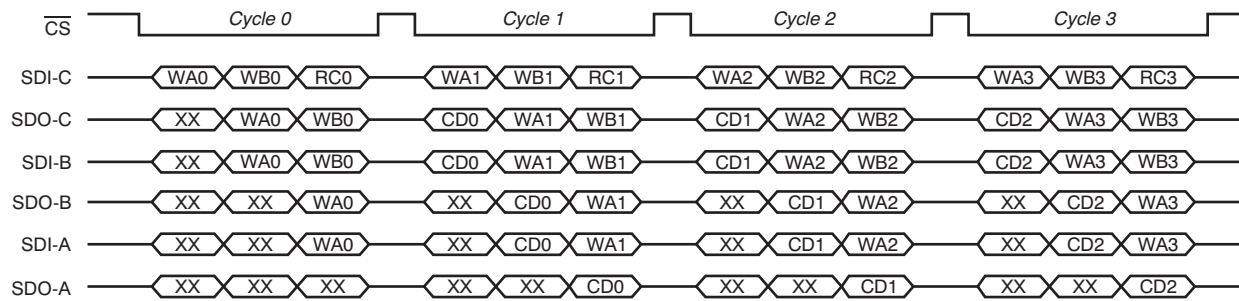 CS Cycle 0 Cycle 1 Cycle 2 Cycle 3
SDI-C WA0 WB0 RC0 WA1 WB1 RC1 WA2 WB2 RC2 WA3 WB3 RC3
SDO-C XX WA0 WB0 CD0 WA1 WB1 CD1 WA2 WB2 CD2 WA3 WB3
SDI-B XX WA0 WB0 CD0 WA1 WB1 CD1 WA2 WB2 CD2 WA3 WB3
SDO-B XX XX WA0 XX CD0 WA1 XX CD1 WA2 XX CD2 WA3
SDI-A XX XX WA0 XX CD0 WA1 XX CD1 WA2 XX CD2 WA3
SDO-A XX XX XX XX XX CD0 XX XX CD1 XX XX CD2